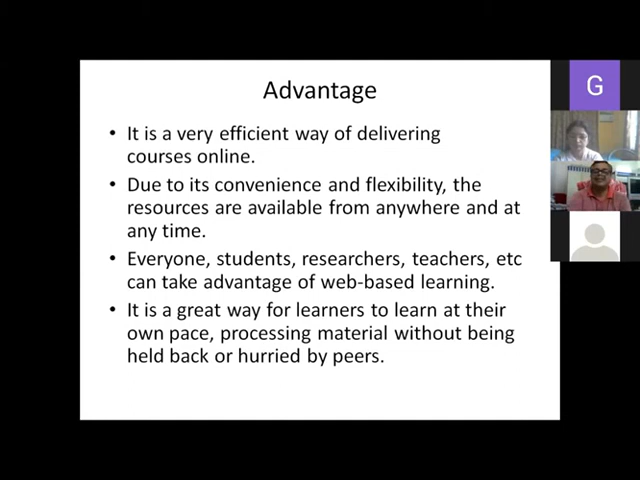 Advantage
• It is a very efficient way of delivering
courses online.
• Due to its convenience and flexibility, the
resources are available from anywhere and at
any time.
• Everyone, students, researchers, teachers, etc
can take advantage of web-based learning.
• It is a great way for learners to learn at their
own pace, processing material without being
held back or hurried by peers.
G